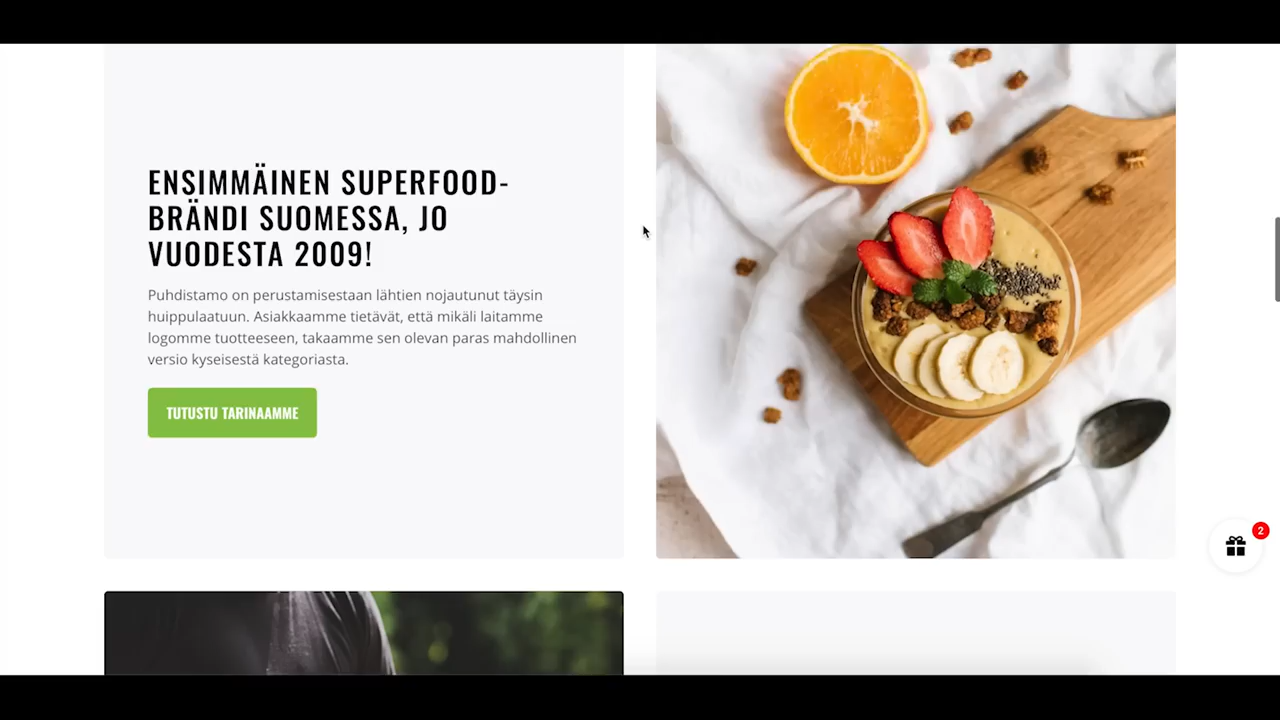 ENSIMMÄINEN SUPERFOOD-
BRÄNDI SUOMESSA, JO
VUODESTA 2009!
Puhdistamo on perustamisestaan lähtien nojautunut täysin
huippulaatuun. Asiakkaamme tietävät, että mikäli laitamme
logomme tuotteeseen, takaamme sen olevan paras mahdollinen
versio kyseisestä kategoriasta.
TUTUSTU TARINAAMME
2